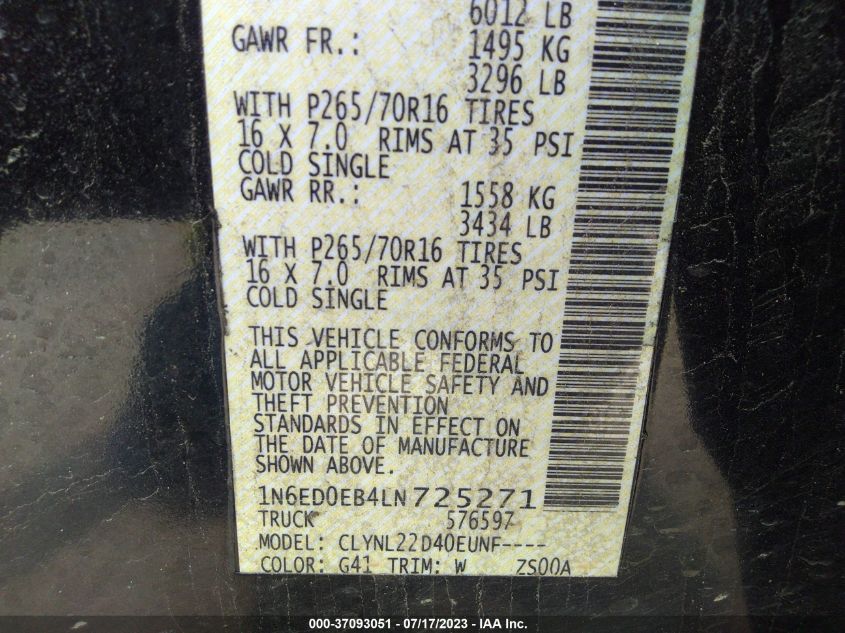 6012 LB
GAWR FR.: 1495 KG
3296 LB
WITH P265/70R16 TIRES
16 X 7.0 RIMS AT 35 PSI
COLD SINGLE
GAWR RR.: 1558 KG
3434 LB
WITH P265/70R16 TIRES
16 X 7.0 RIMS AT 35 PSI
COLD SINGLE
THIS VEHICLE CONFORMS TO
ALL APPLICABLE FEDERAL
MOTOR VEHICLE SAFETY AND
THEFT PREVENTION
STANDARDS IN EFFECT ON
THE DATE OF MANUFACTURE
SHOWN ABOVE.
1N6ED0EB4LN725271
TRUCK 576597
MODEL: CLYNL22D40EUNF----
COLOR: G41 TRIM: W ZS00A
000-37093051 - 07/17/2023 - IAA Inc.